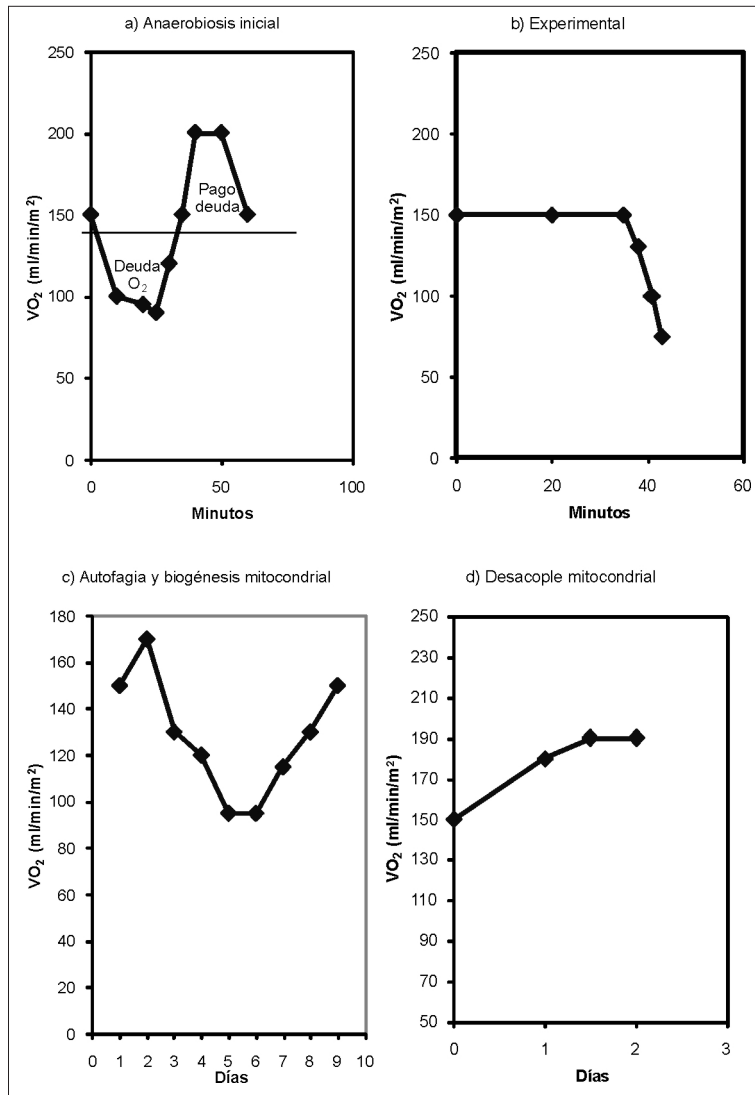 a) Anaerobiosis inicial
250
200
150
100
50
0
VO₂ (ml/min/m²)
Pago
deuda
Deuda
O₂
0 50 100
Minutos
b) Experimental
250
200
150
100
50
0
VO₂ (ml/min/m²)
0 20 40 60
Minutos
c) Autofagia y biogénesis mitocondrial
180
160
140
120
100
80
60
40
20
0
VO₂ (ml/min/m²)
0 1 2 3 4 5 6 7 8 9 10
Días
d) Desacople mitocondrial
250
230
210
190
170
150
130
110
90
70
50
VO₂ (ml/min/m²)
0 1 2 3
Días